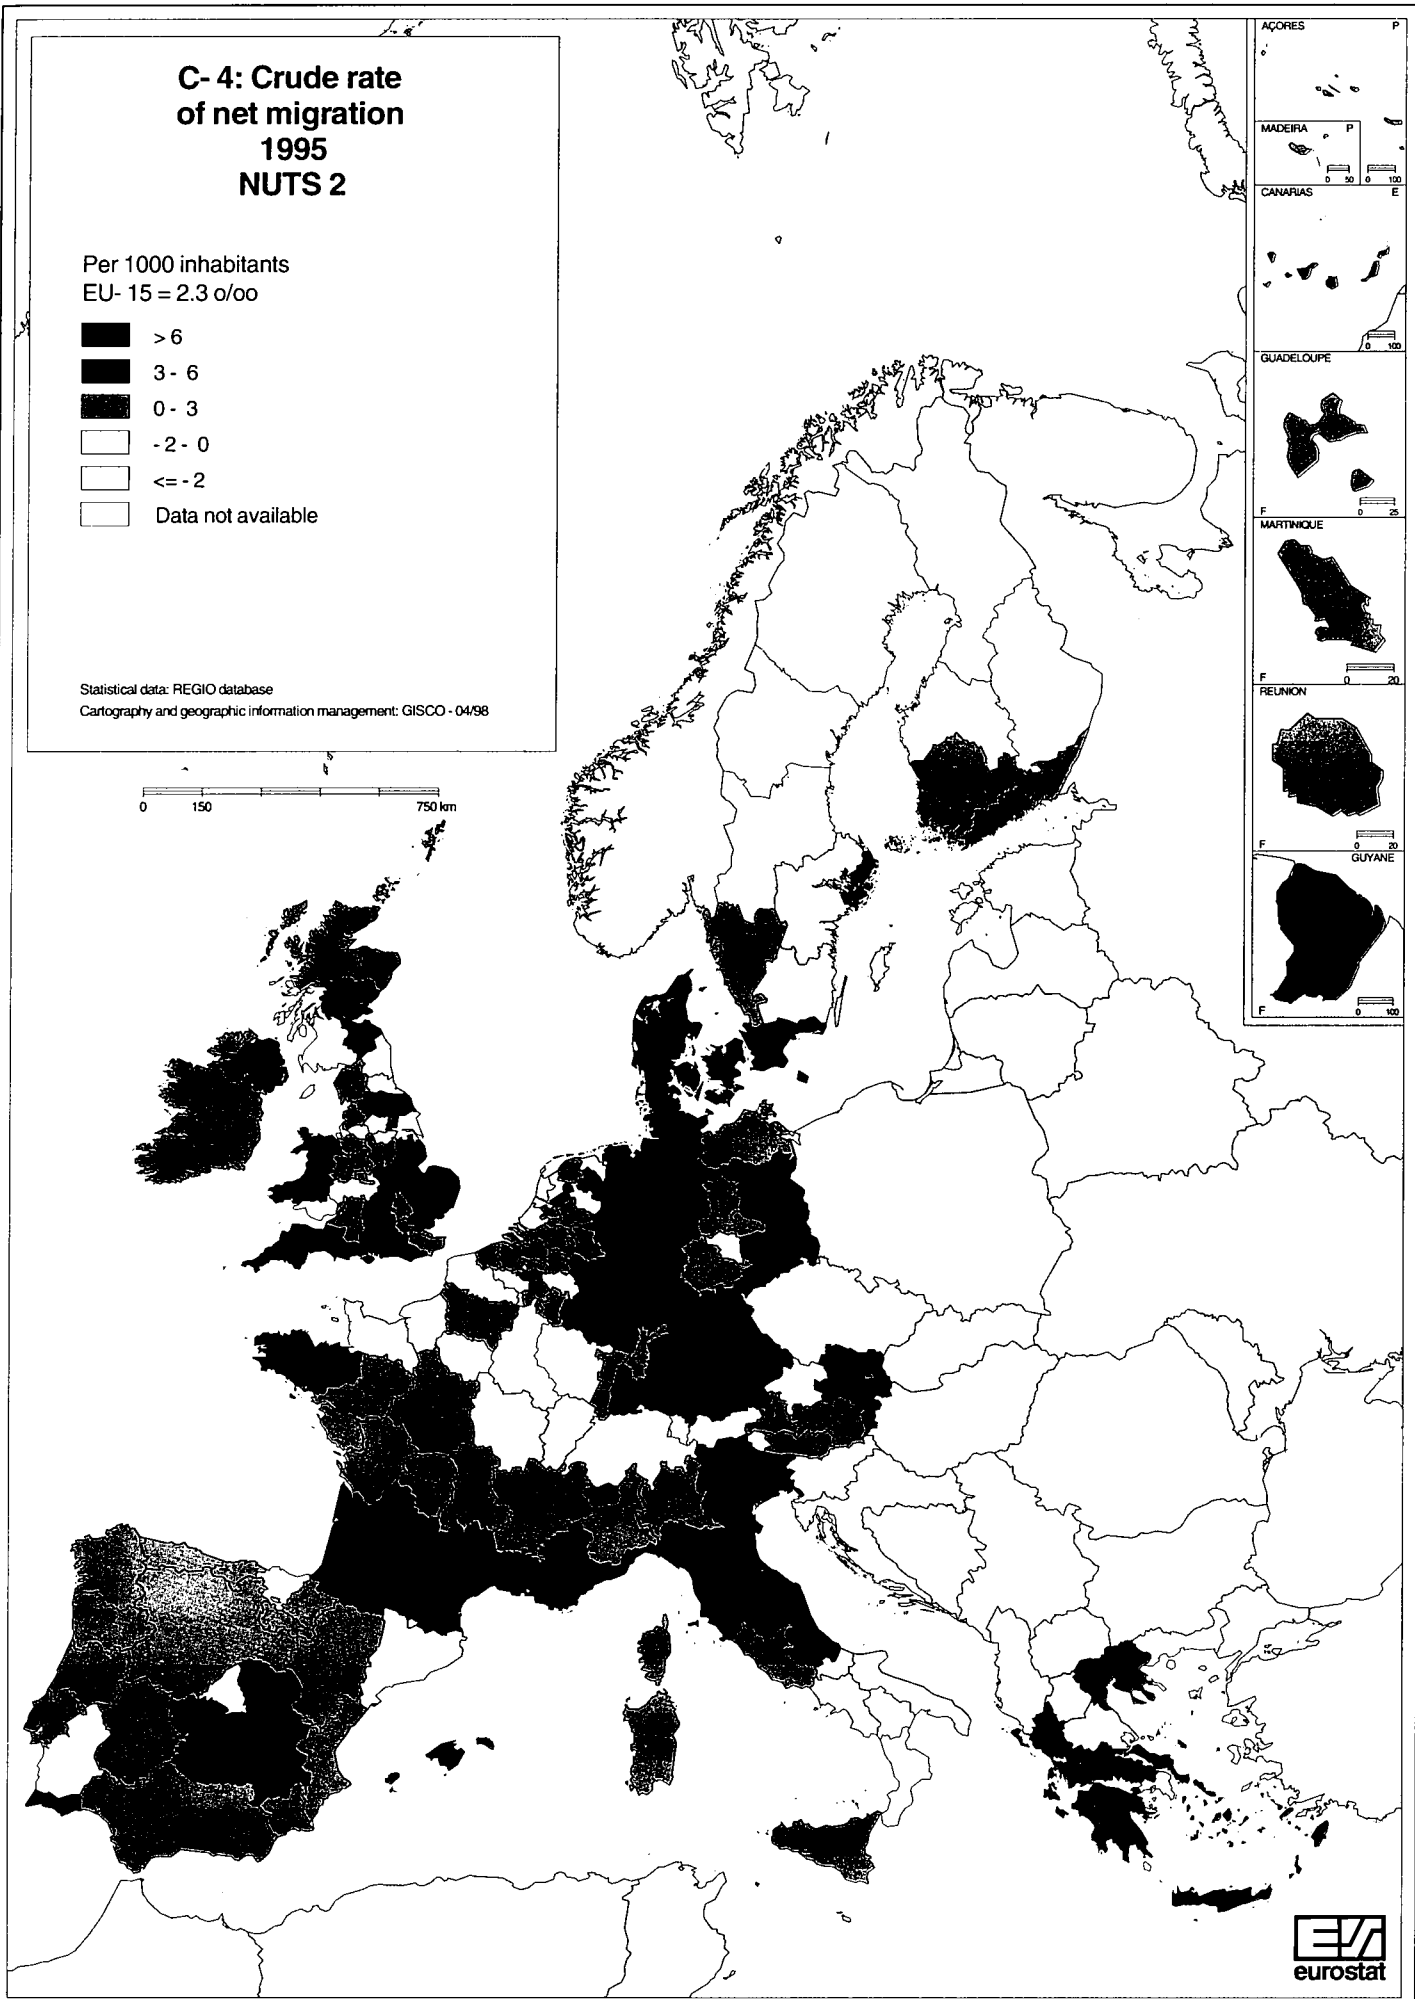 C- 4: Crude rate
of net migration
1995
NUTS 2
Per 1000 inhabitants
EU- 15 = 2.3 o/oo
> 6
3 - 6
0 - 3
- 2 - 0
<= - 2
Data not available
Statistical data: REGIO database
Cartography and geographic information management: GISCO - 04/98
0 150 750 km
AÇORES P
MADEIRA P
0 50 0 100
CANARIAS E
0 100
GUADELOUPE
F 0 25
MARTINIQUE
F 0 20
REUNION
F 0 20
GUYANE
F 0 100
eurostat